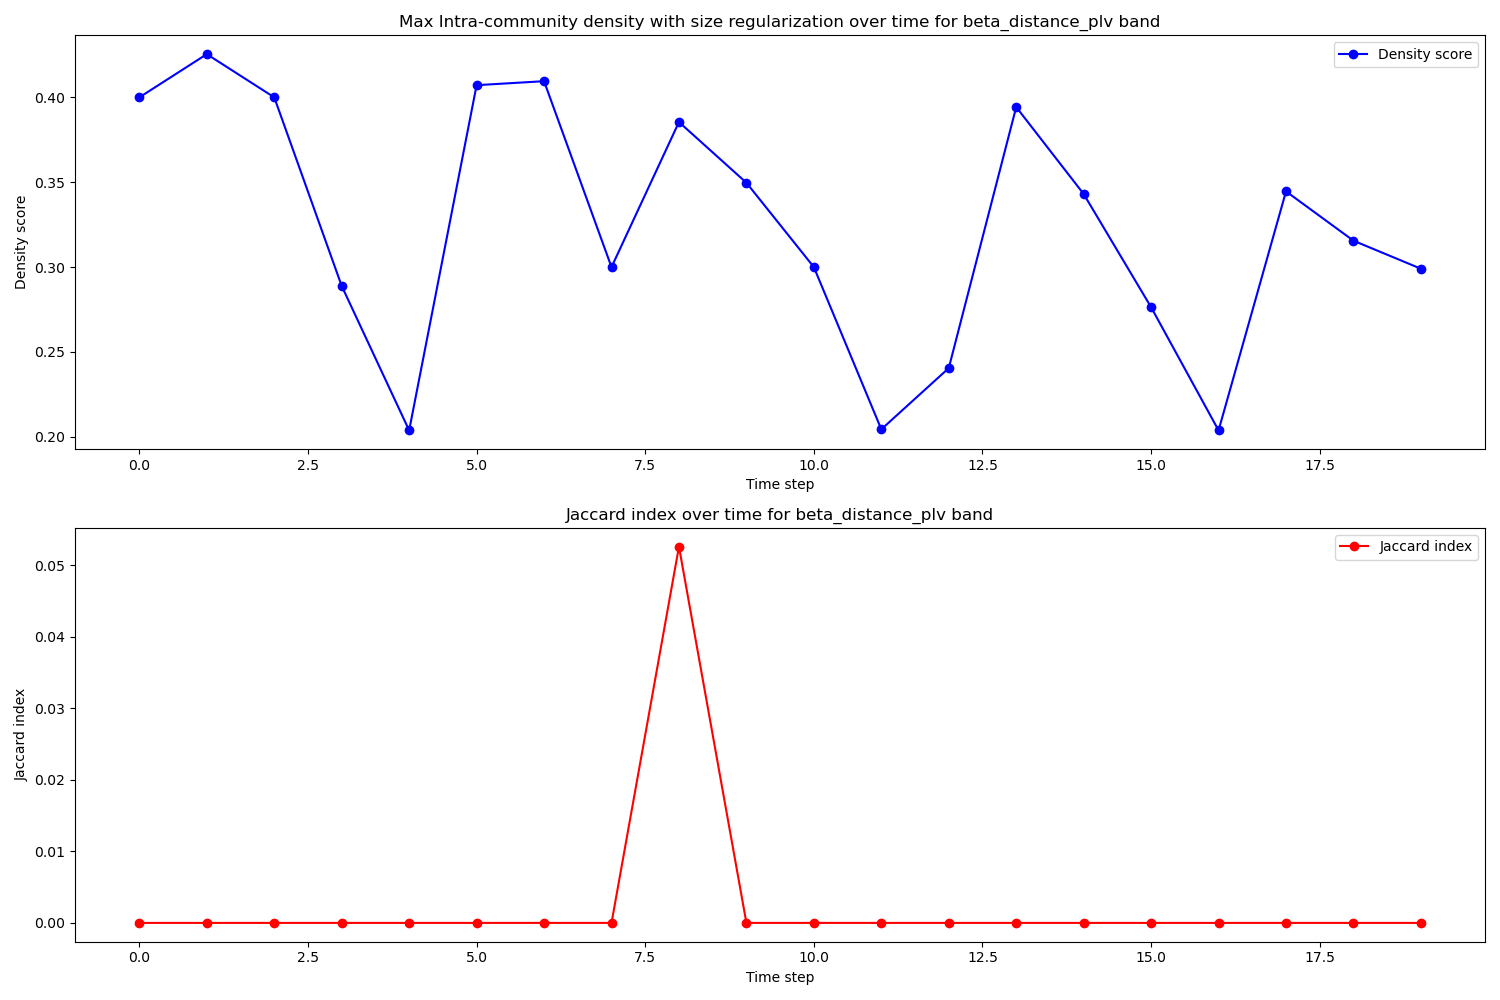 Max Intra-community density with size regularization over time for beta_distance_plv band
Density score
0.40
0.35
0.30
0.25
0.20
Density score
0.0 2.5 5.0 7.5 10.0 12.5 15.0 17.5
Time step
Jaccard index over time for beta_distance_plv band
Jaccard index
0.05
0.04
0.03
0.02
0.01
0.00
Jaccard index
0.0 2.5 5.0 7.5 10.0 12.5 15.0 17.5
Time step